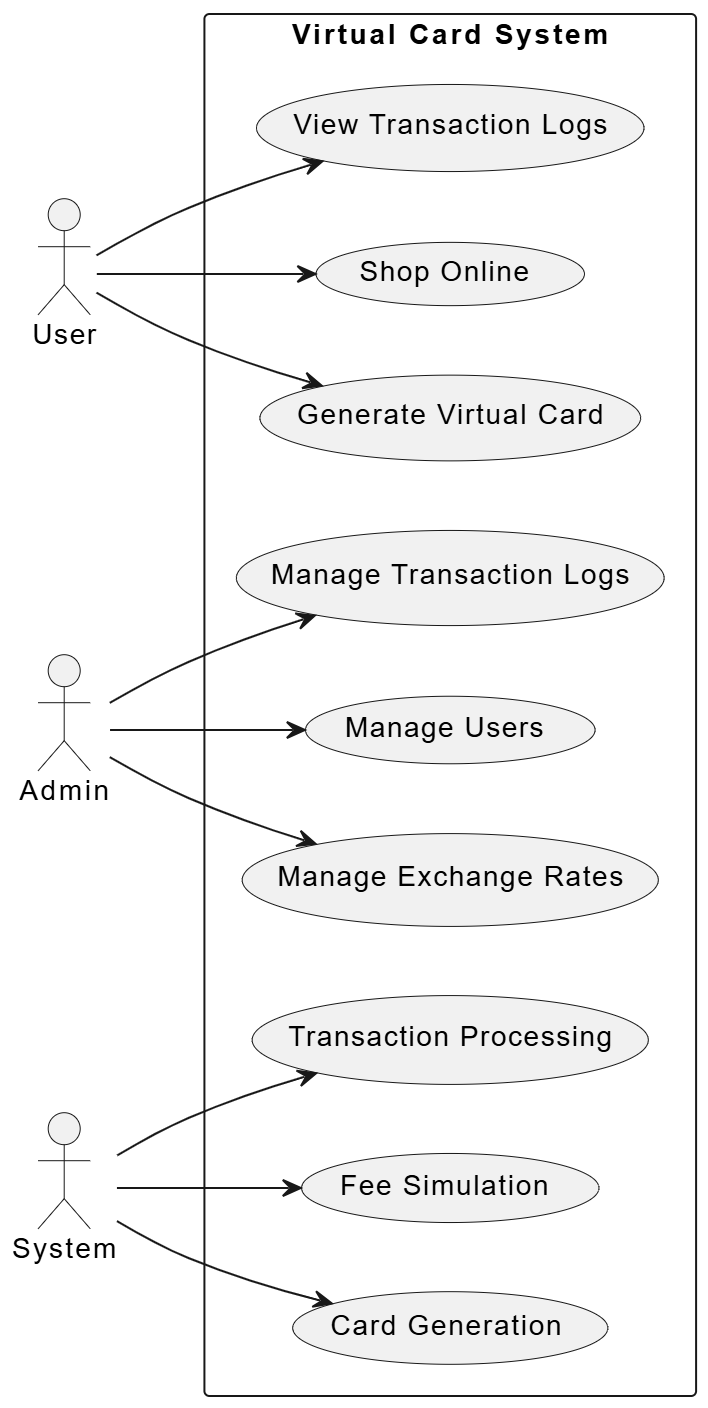 Virtual Card System
View Transaction Logs
Shop Online
User
Generate Virtual Card
Manage Transaction Logs
Manage Users
Admin
Manage Exchange Rates
Transaction Processing
Fee Simulation
System
Card Generation